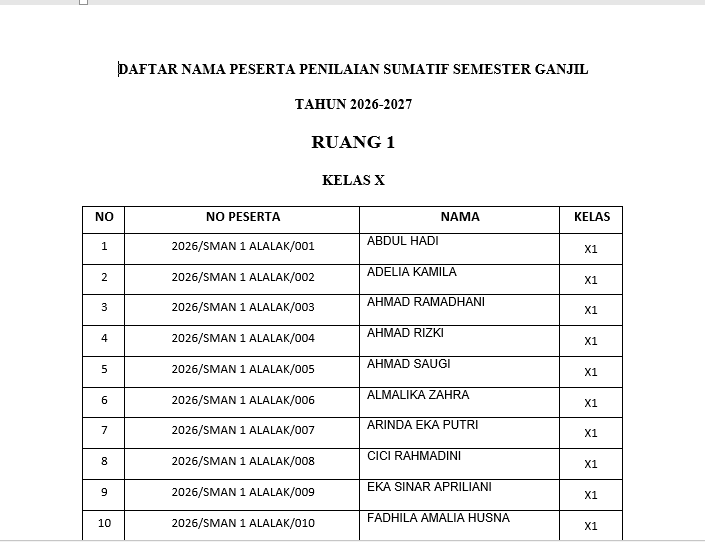 DAFTAR NAMA PESERTA PENILAIAN SUMATIF SEMESTER GANJIL
TAHUN 2026-2027
RUANG 1
KELAS X
NO NO PESERTA NAMA KELAS
1 2026/SMAN 1 ALALAK/001 ABDUL HADI X1
2 2026/SMAN 1 ALALAK/002 ADELIA KAMILA X1
3 2026/SMAN 1 ALALAK/003 AHMAD RAMADHANI X1
4 2026/SMAN 1 ALALAK/004 AHMAD RIZKI X1
5 2026/SMAN 1 ALALAK/005 AHMAD SAUGI X1
6 2026/SMAN 1 ALALAK/006 ALMALIKA ZAHRA X1
7 2026/SMAN 1 ALALAK/007 ARINDA EKA PUTRI X1
8 2026/SMAN 1 ALALAK/008 CICI RAHMADINI X1
9 2026/SMAN 1 ALALAK/009 EKA SINAR APRILIANI X1
10 2026/SMAN 1 ALALAK/010 FADHILA AMALIA HUSNA X1